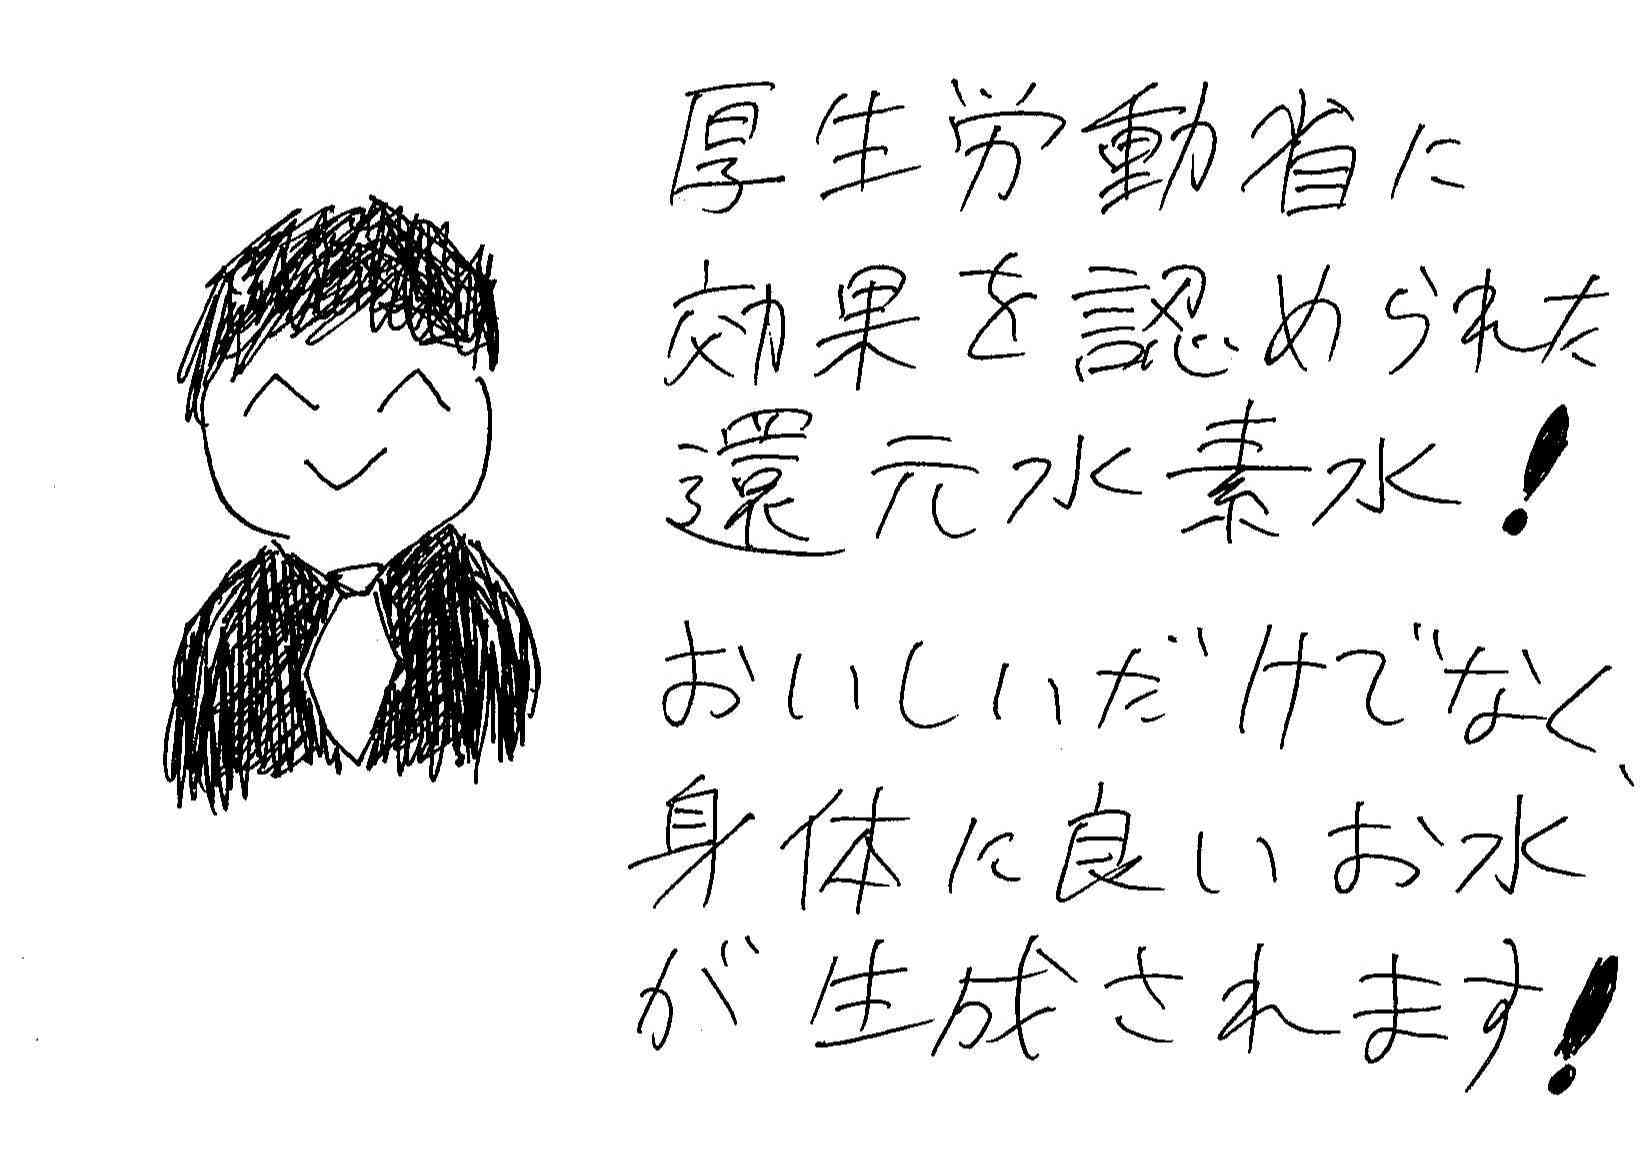 厚生労働省に
効果を認められた
還元水素水!
おいしいだけでなく、
身体に良いお水
が生成されます!